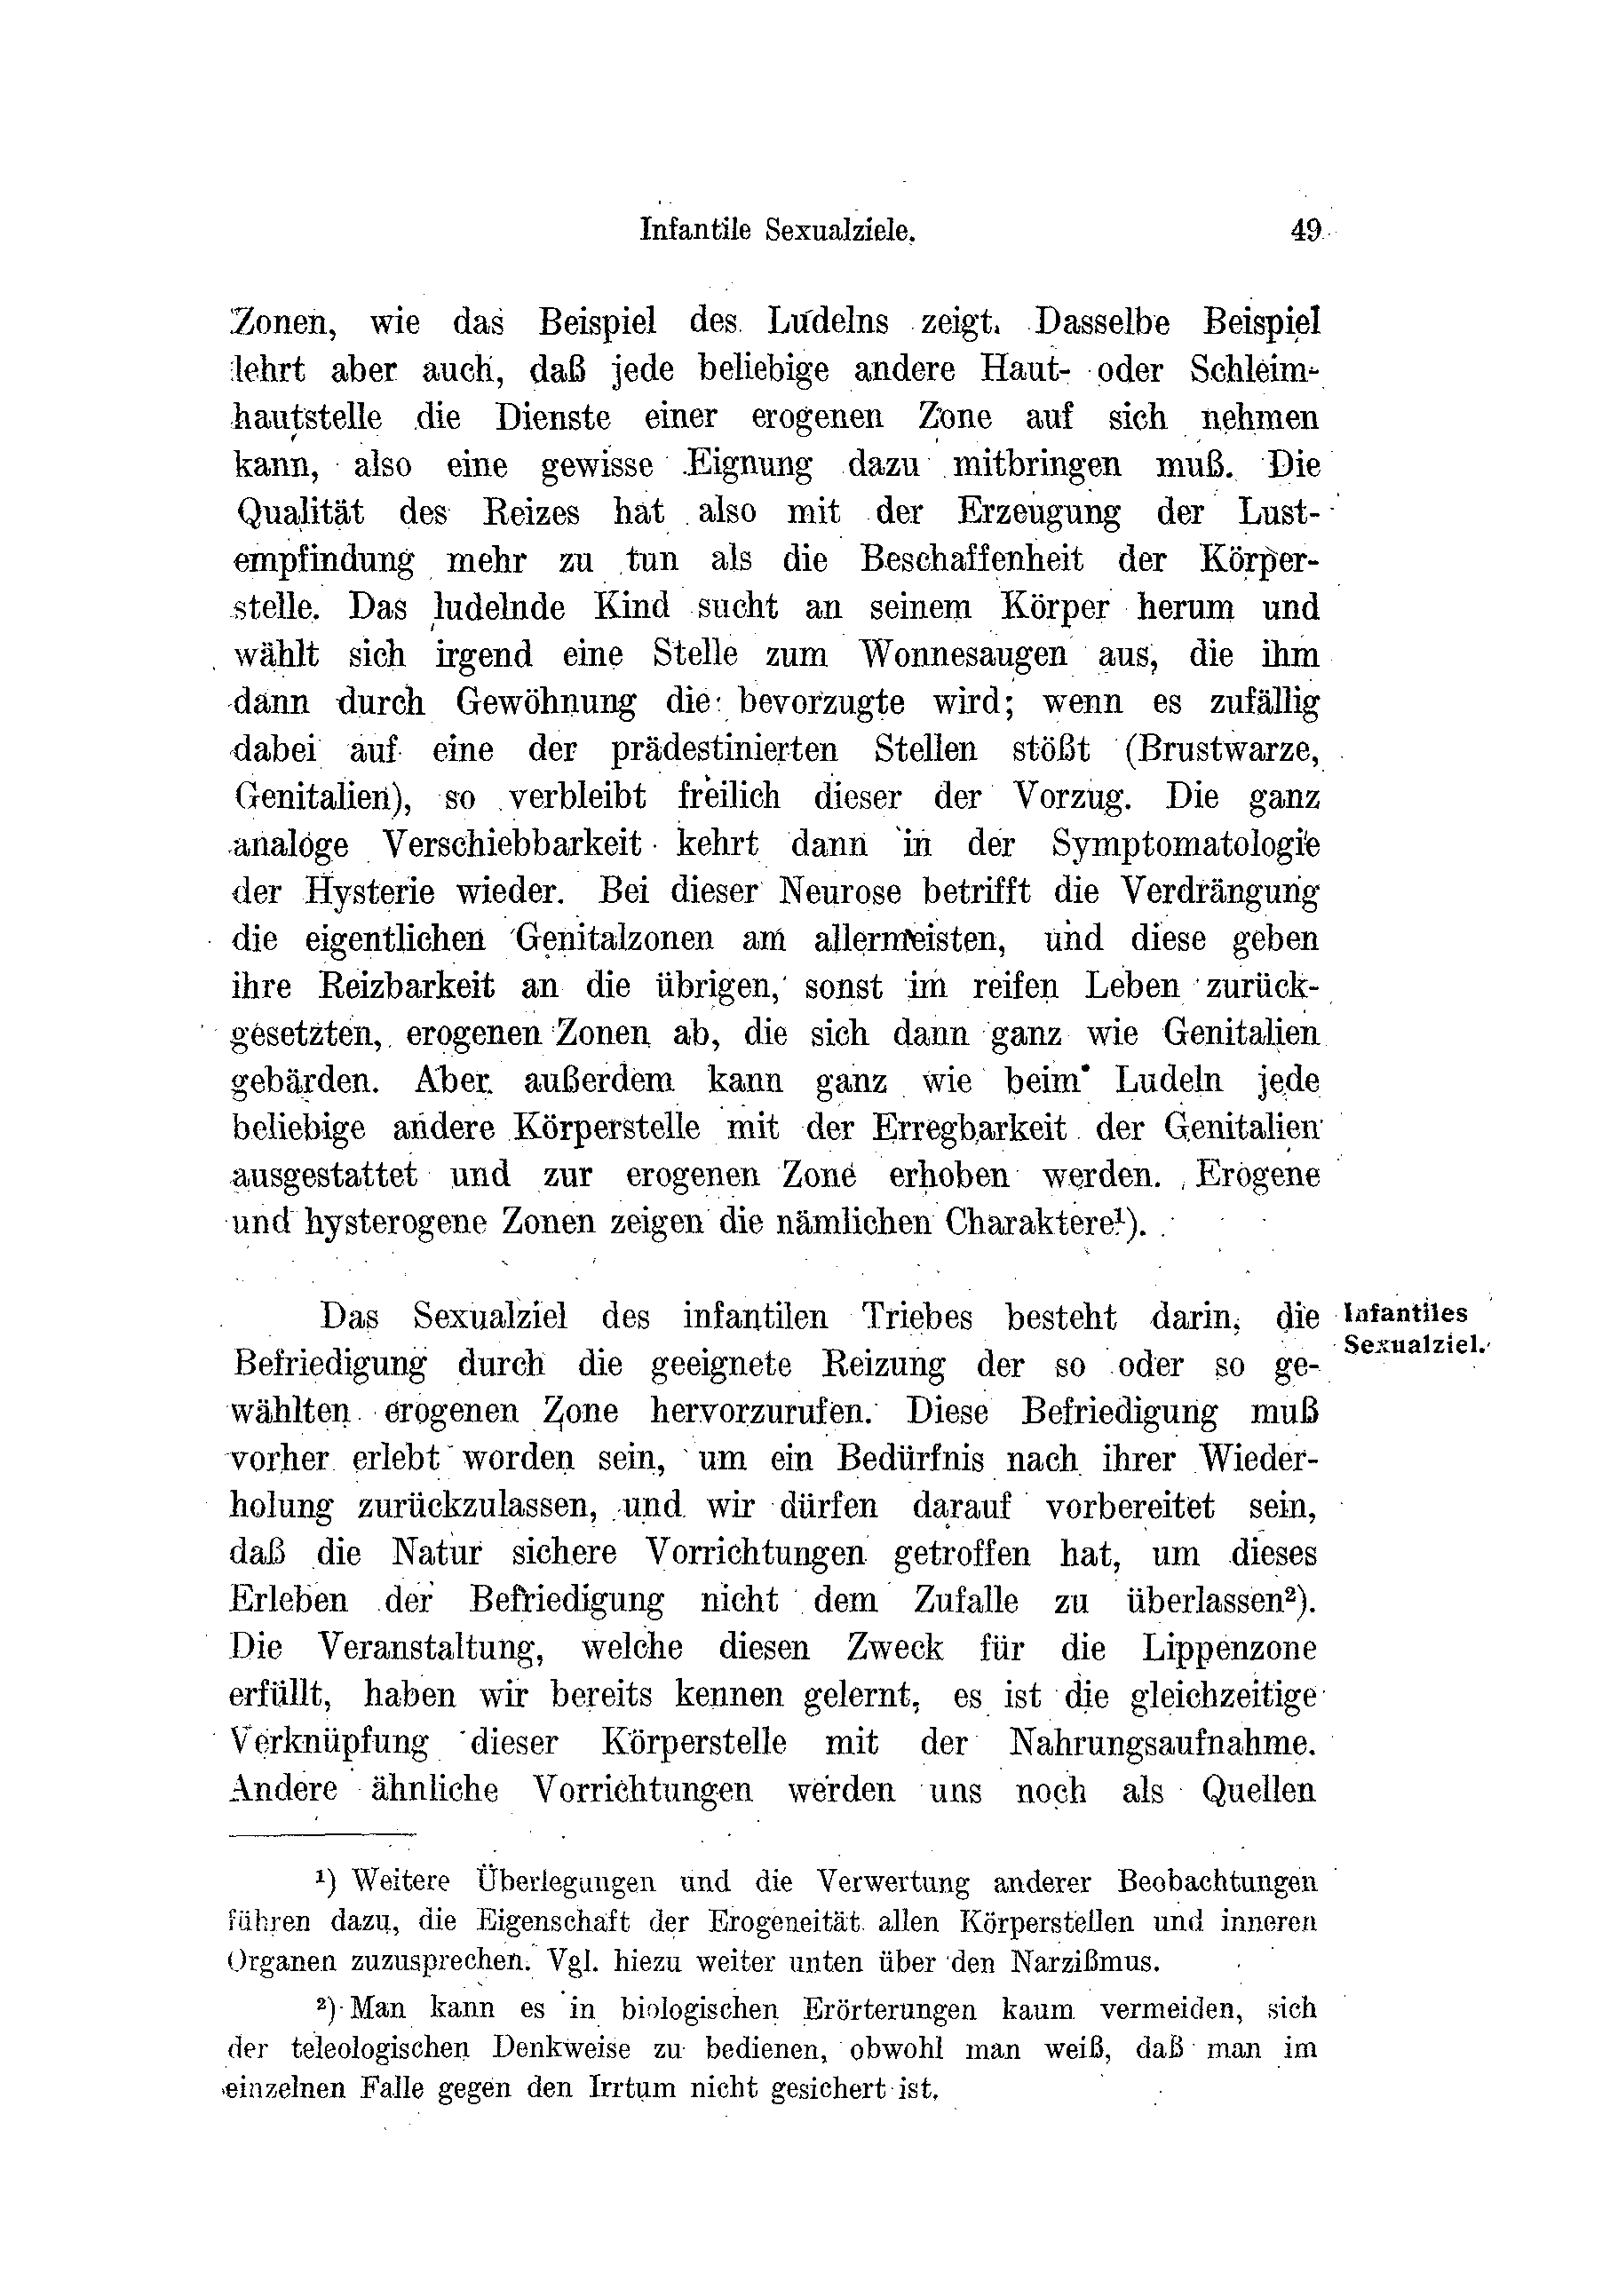 Infantile Sexualziele. 49
Zonen, wie das Beispiel des Ludelns zeigt. Dasselbe Beispiel
lehrt aber auch, daß jede beliebige andere Haut- oder Schleim-
hautstelle die Dienste einer erogenen Zone auf sich nehmen
kann, also eine gewisse Eignung dazu mitbringen muß. Die
Qualität des Reizes hat also mit der Erzeugung der Lust-
empfindung mehr zu tun als die Beschaffenheit der Körper-
stelle. Das ludelnde Kind sucht an seinem Körper herum und
wählt sich irgend eine Stelle zum Wonnesaugen aus, die ihm
dann durch Gewöhnung die bevorzugte wird; wenn es zufällig
dabei auf eine der prädestinierten Stellen stößt (Brustwarze,
Genitalien), so verbleibt freilich dieser der Vorzug. Die ganz
analoge Verschiebbarkeit kehrt dann in der Symptomatologie
der Hysterie wieder. Bei dieser Neurose betrifft die Verdrängung
die eigentlichen Genitalzonen am allermeisten, und diese geben
ihre Reizbarkeit an die übrigen, sonst im reifen Leben zurück-
gesetzten, erogenen Zonen ab, die sich dann ganz wie Genitalien
gebärden. Aber außerdem kann ganz wie beim Ludeln jede
beliebige andere Körperstelle mit der Erregbarkeit der Genitalien
ausgestattet und zur erogenen Zone erhoben werden. Erogene
und hysterogene Zonen zeigen die nämlichen Charaktere¹).
Das Sexualziel des infantilen Triebes besteht darin, die
Infantiles
Sexualziel.
Befriedigung durch die geeignete Reizung der so oder so ge-
wählten erogenen Zone hervorzurufen. Diese Befriedigung muß
vorher erlebt worden sein, um ein Bedürfnis nach ihrer Wieder-
holung zurückzulassen, und wir dürfen darauf vorbereitet sein,
daß die Natur sichere Vorrichtungen getroffen hat, um dieses
Erleben der Befriedigung nicht dem Zufalle zu überlassen²).
Die Veranstaltung, welche diesen Zweck für die Lippenzone
erfüllt, haben wir bereits kennen gelernt, es ist die gleichzeitige
Verknüpfung dieser Körperstelle mit der Nahrungsaufnahme.
Andere ähnliche Vorrichtungen werden uns noch als Quellen
¹) Weitere Überlegungen und die Verwertung anderer Beobachtungen
führen dazu, die Eigenschaft der Erogeneität allen Körperstellen und inneren
Organen zuzusprechen. Vgl. hiezu weiter unten über den Narzißmus.
²) Man kann es in biologischen Erörterungen kaum vermeiden, sich
der teleologischen Denkweise zu bedienen, obwohl man weiß, daß man im
einzelnen Falle gegen den Irrtum nicht gesichert ist.